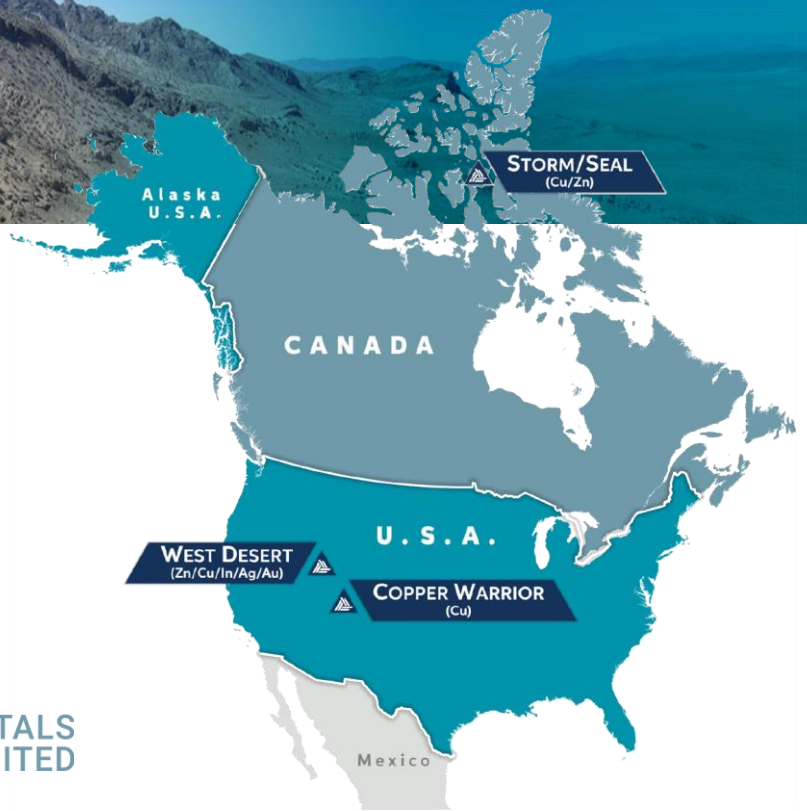 STORM/SEAL
(Cu/Zn)
Alaska
U.S.A.
CANADA
U.S.A.
WEST DESERT
(Zn/Cu/In/Ag/Au)
COPPER WARRIOR
(Cu)
TALS
ITED
Mexico